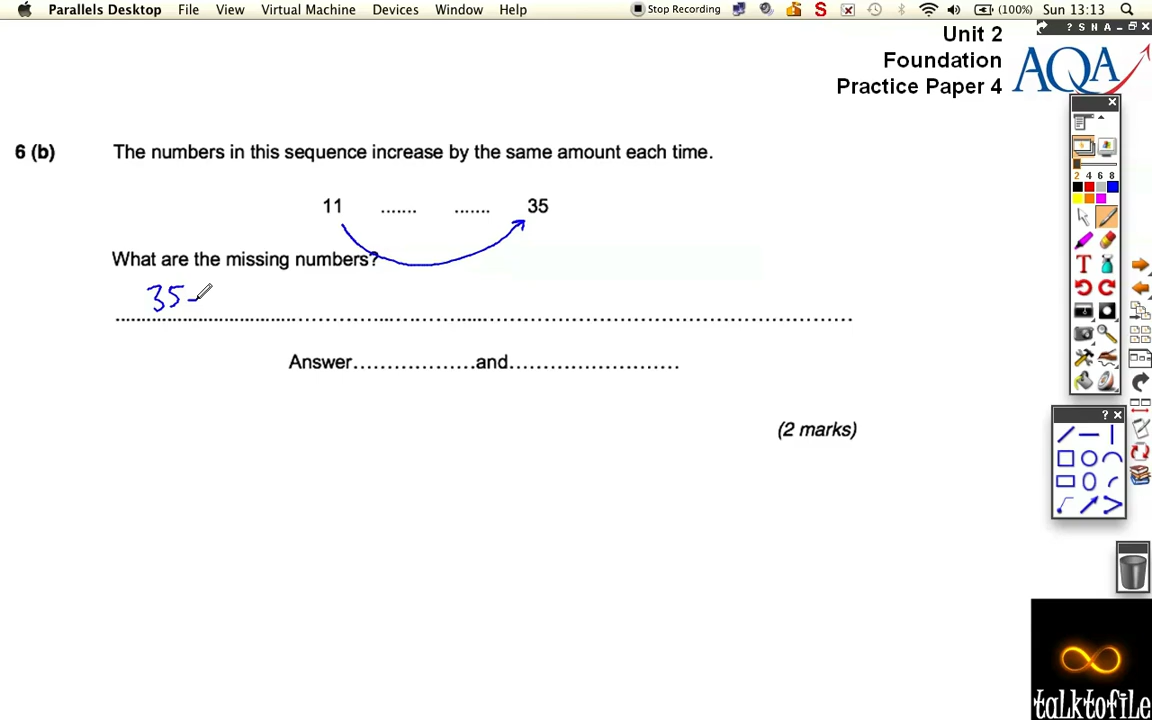 Parallels Desktop File View Virtual Machine Devices Window Help Stop Recording S (100%) Sun 13:13
? S N A
Unit 2
Foundation
Practice Paper 4
AQA
6 (b) The numbers in this sequence increase by the same amount each time.
11 ....... ....... 35
What are the missing numbers?
35 -
Answer......................and.........................
(2 marks)
2 4 6 8
T
?
talktofile